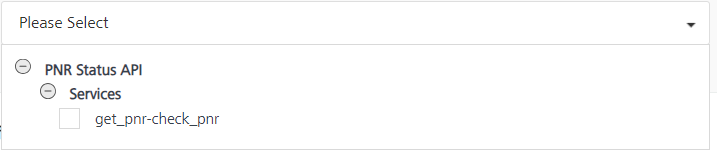 Please Select
PNR Status API
Services
get_pnr-check_pnr